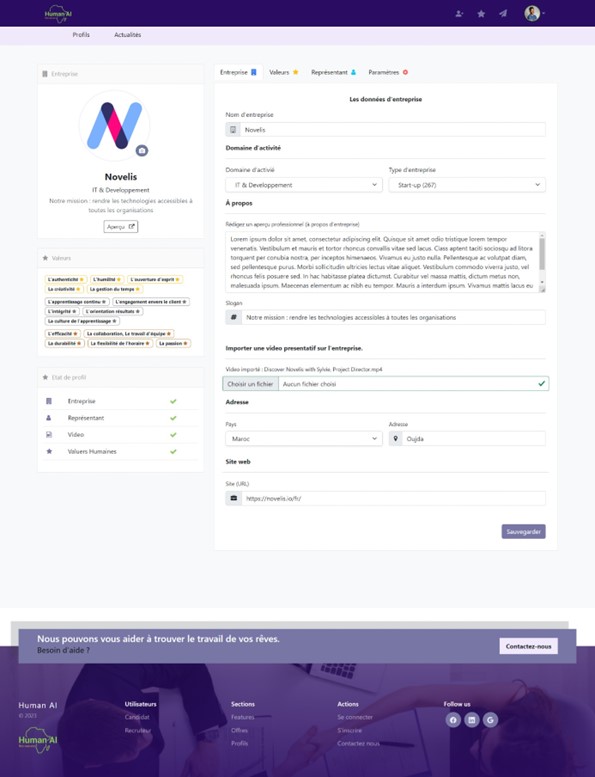 Human AI
Profils Actualités
Entreprise
Novelis
IT & Developpement
Notre mission : rendre les technologies accessibles à
toutes les organisations
Aperçu
Valeurs
L'authenticité L'humilité L'ouverture d'esprit
La créativité La gestion du temps
L'apprentissage continu L'engagement envers le client
L'intégrité L'orientation résultats
La culture de l'apprentissage
L'efficacité La collaboration, Le travail d'équipe
La durabilité La flexibilité de l'horaire La passion
Etat de profil
Entreprise
Représentant
Video
Valuers Humaines
Entreprise Valeurs Représentant Paramètres
Les données d'entreprise
Nom d'entreprise
Novelis
Domaine d'activité
Domaine d'activié Type d'entreprise
IT & Developpement Start-up (267)
À propos
Rédigez un aperçu professionnel (à propos d'entreprise)
Lorem ipsum dolor sit amet, consectetur adipiscing elit. Quisque sit amet odio tristique lorem tempor
venenatis. Vestibulum et mauris et tortor rhoncus convallis vitae sed lacus. Class aptent taciti sociosqu ad litora
torquent per conubia nostra, per inceptos himenaeos. Vivamus eu justo nulla. Pellentesque ac volutpat diam,
sed pellentesque purus. Morbi sollicitudin ultricies lectus vitae aliquet. Vestibulum commodo viverra justo, vel
rhoncus felis posuere sed. In hac habitasse platea dictumst. Curabitur vel massa mattis, dictum metus non,
malesuada ipsum. Maecenas elementum ac nibh eu tempor. Mauris a interdum ipsum. Vivamus mattis lacus eu
Slogan
Notre mission : rendre les technologies accessibles à toutes les organisations
Importer une video presentatif sur l'entreprise.
Video importé : Discover Novelis with Sylvie, Project Director.mp4
Choisir un fichier Aucun fichier choisi
Adresse
Pays Adresse
Maroc Oujda
Site web
Site (URL)
https://novelis.io/fr/
Sauvegarder
Nous pouvons vous aider à trouver le travail de vos rêves.
Besoin d'aide ?
Contactez-nous
Human AI
© 2023
Human AI
Utilisateurs
Candidat
Recruteur
Sections
Features
Offres
Profils
Actions
Se connecter
S'inscrire
Contactez nous
Follow us